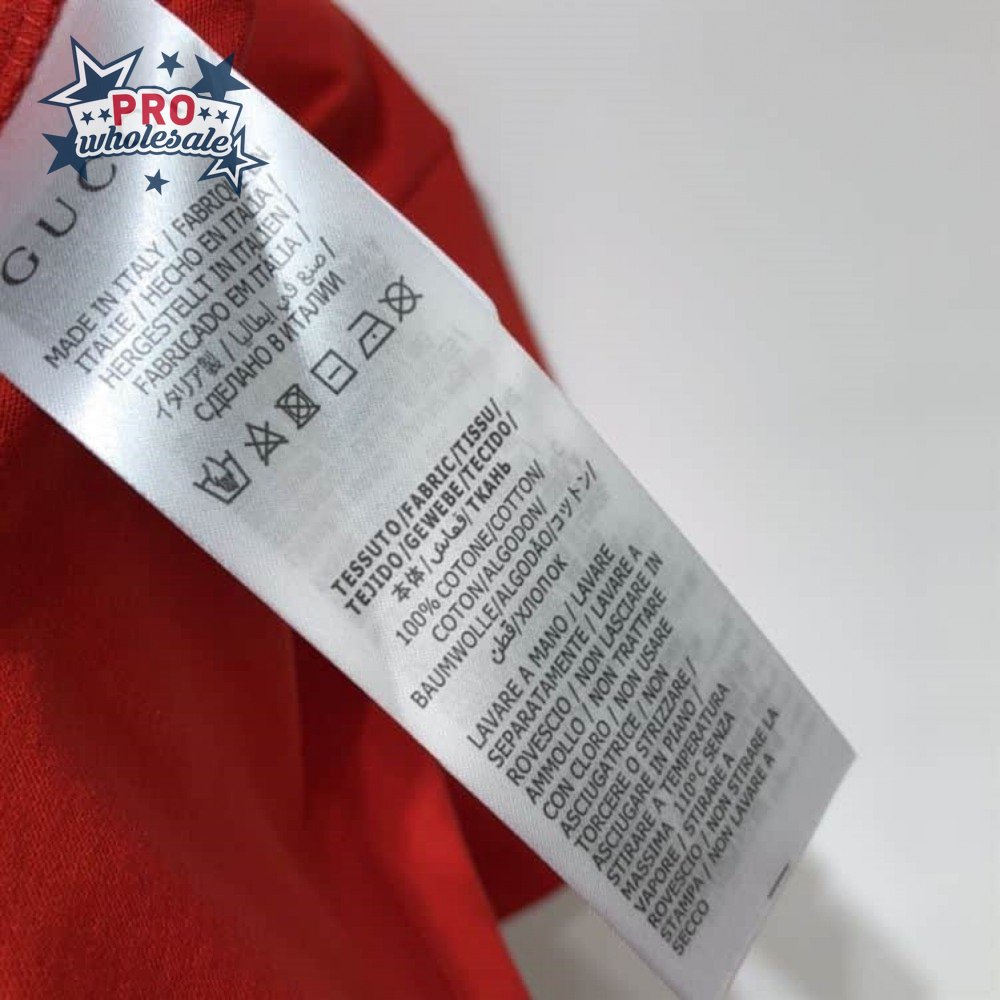 PRO
wholesale
GUC
MADE IN ITALY / FABRIQUÉ EN
ITALIE / HECHO EN ITALIA /
HERGESTELLT IN ITALIEN /
FABRICADO EM ITALIA /
イタリア製 / صنع في إيطاليا /
СДЕЛАНО В ИТАЛИИ
TESSUTO/FABRIC/TISSU/
TEJIDO/GEWEBE/TECIDO/
本体/قماش/ТКАНЬ
100% COTONE/COTTON/
COTON/ALGODON/
BAUMWOLLE/ALGODÃO/コットン/
قطن/ХЛОПОК
LAVARE A MANO / LAVARE
SEPARATAMENTE / LAVARE A
ROVESCIO / NON LASCIARE IN
AMMOLLO / NON TRATTARE
CON CLORO / NON USARE
ASCIUGATRICE / NON
TORCERE O STRIZZARE /
ASCIUGARE IN PIANO /
STIRARE A TEMPERATURA
MASSIMA 110°C SENZA
VAPORE / STIRARE A
ROVESCIO / NON STIRARE LA
STAMPA / NON LAVARE A
SECCO